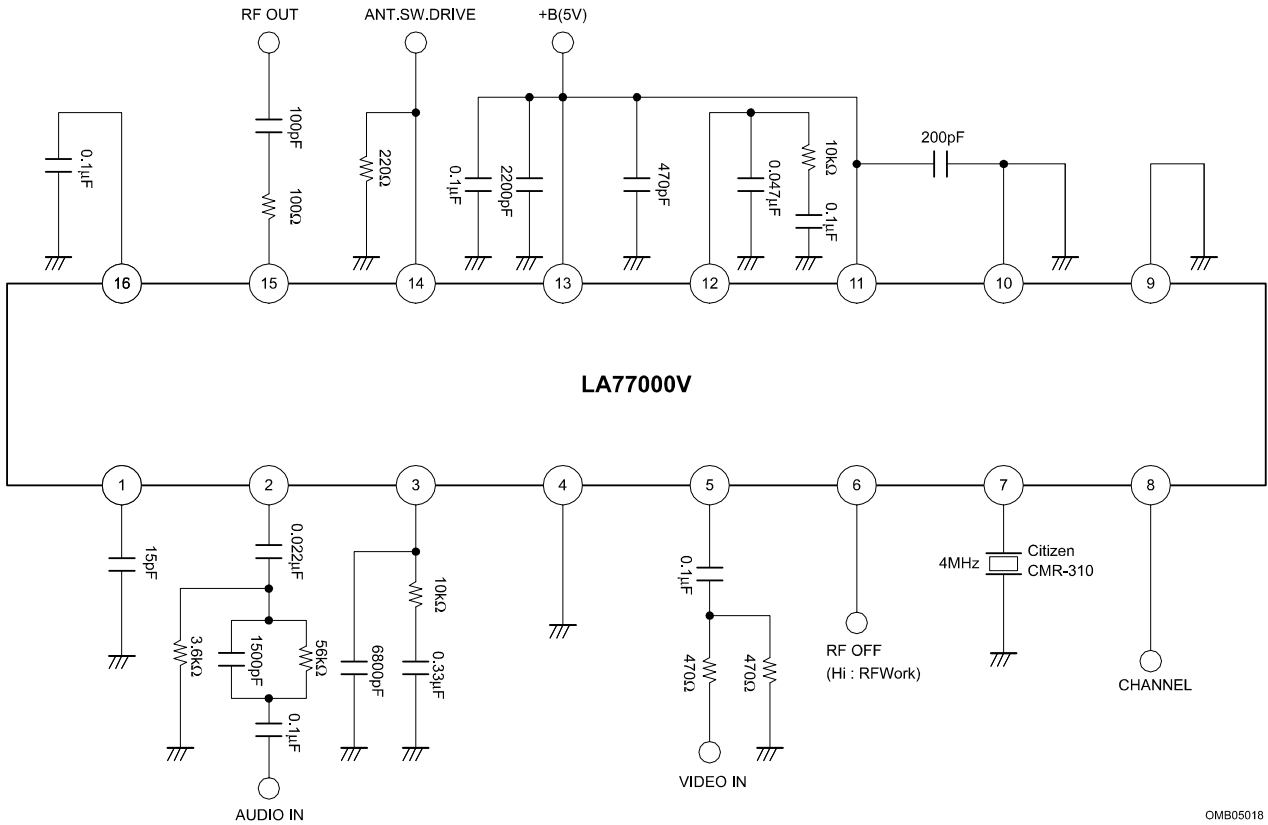 RF OUT
ANT.SW.DRIVE
+B(5V)
0.1µF
100pF
100Ω
220Ω
0.1µF
2200pF
470pF
0.047µF
10kΩ
0.1µF
200pF
16
15
14
13
12
11
10
9
LA77000V
1
2
3
4
5
6
7
8
15pF
0.022µF
3.6kΩ
1500pF
56kΩ
0.1µF
AUDIO IN
6800pF
10kΩ
0.33µF
0.1µF
470Ω
470Ω
VIDEO IN
RF OFF
(Hi : RFWork)
4MHz
Citizen
CMR-310
CHANNEL
OMB05018